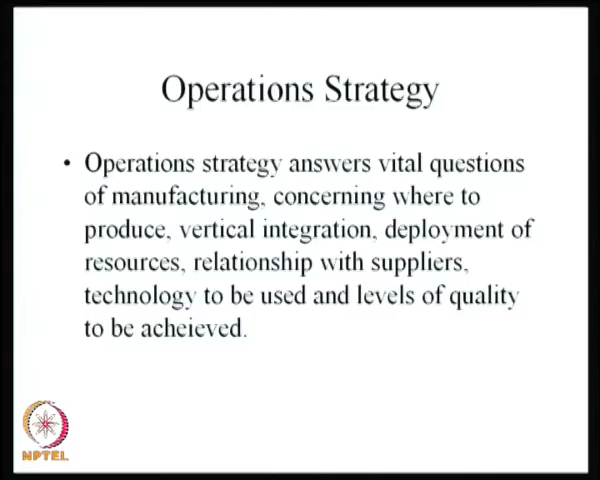 Operations Strategy
• Operations strategy answers vital questions
of manufacturing, concerning where to
produce, vertical integration, deployment of
resources, relationship with suppliers,
technology to be used and levels of quality
to be acheieved.
NPTEL